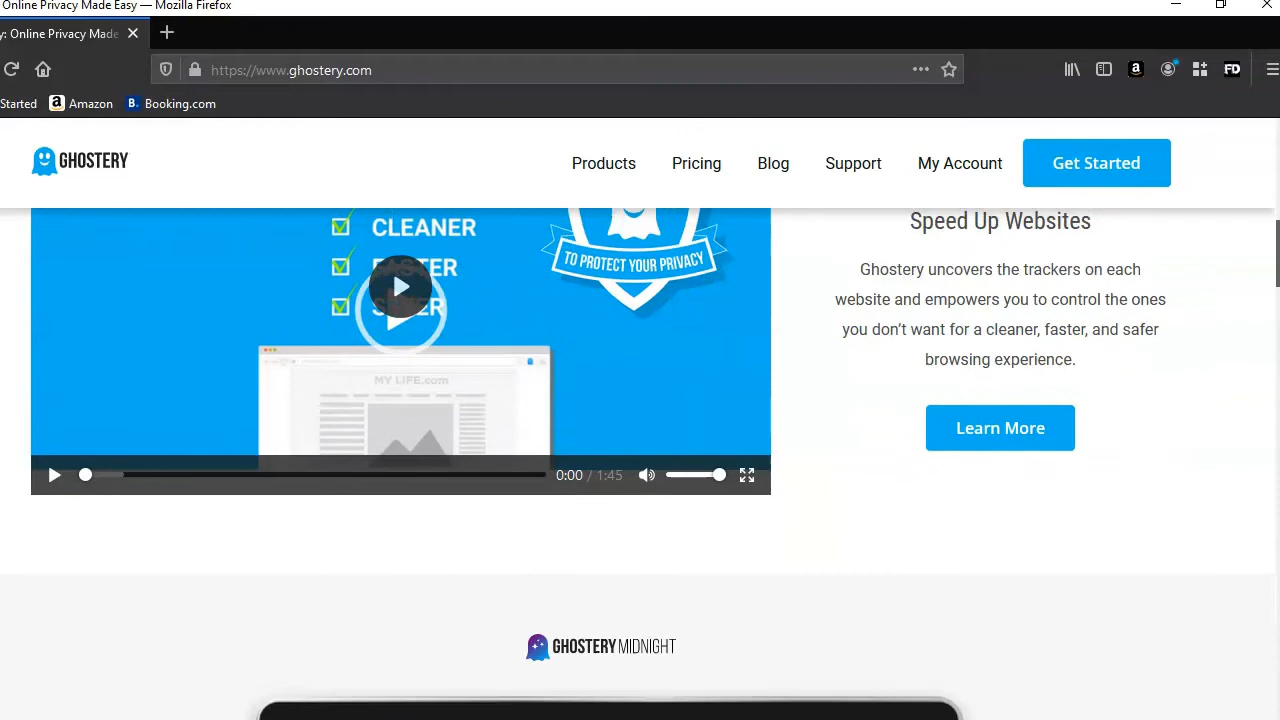 Online Privacy Made Easy — Mozilla Firefox
y: Online Privacy Made
https://www.ghostery.com
a
FD
Started
a Amazon
B. Booking.com
GHOSTERY
Products
Pricing
Blog
Support
My Account
Get Started
CLEANER
FASTER
SAFER
TO PROTECT YOUR PRIVACY
MY LIFE.com
0:00 / 1:45
Speed Up Websites
Ghostery uncovers the trackers on each
website and empowers you to control the ones
you don’t want for a cleaner, faster, and safer
browsing experience.
Learn More
GHOSTERY MIDNIGHT